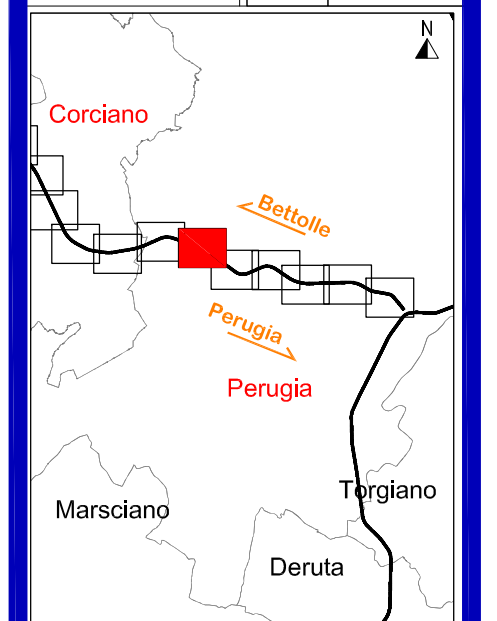 N
Corciano
Bettolle
Perugia
Perugia
Torgiano
Marsciano
Deruta